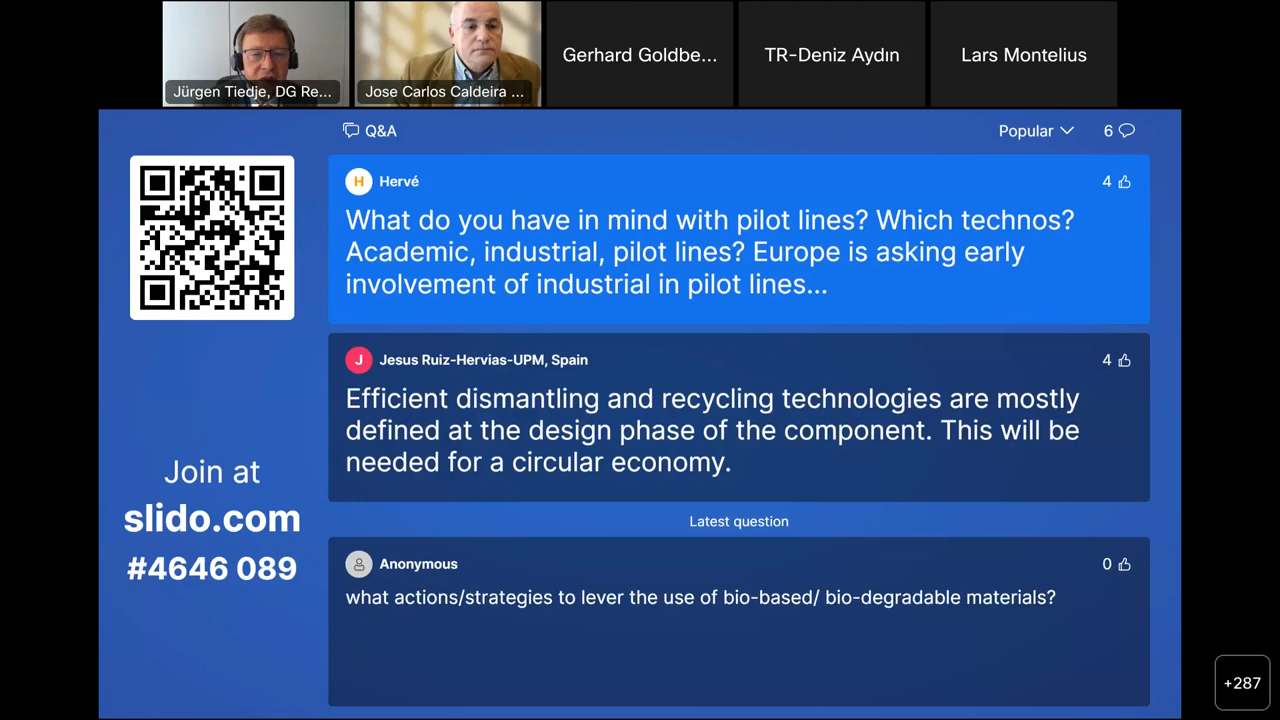 Jürgen Tiedje, DG Re...
Jose Carlos Caldeira ...
Gerhard Goldbe...
TR-Deniz Aydın
Lars Montelius
Q&A
Popular
6
H
Hervé
4
What do you have in mind with pilot lines? Which technos?
Academic, industrial, pilot lines? Europe is asking early
involvement of industrial in pilot lines...
J
Jesus Ruiz-Hervias-UPM, Spain
4
Efficient dismantling and recycling technologies are mostly
defined at the design phase of the component. This will be
needed for a circular economy.
Join at
slido.com
#4646 089
Latest question
Anonymous
0
what actions/strategies to lever the use of bio-based/ bio-degradable materials?
+287